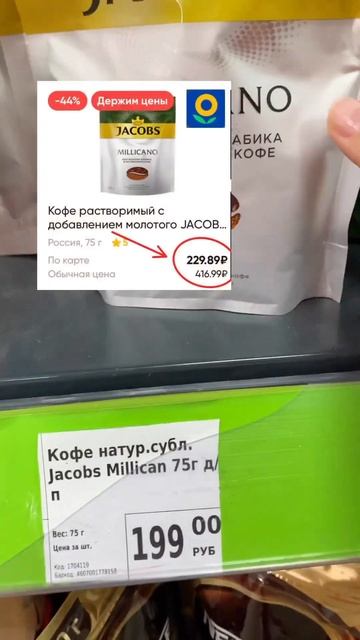 -44%
Держим цены
NO
АБИКА
КОФЕ
JACOBS
MILLICANO
Кофе растворимый с
добавлением молотого JACOB...
Россия, 75 г
5
По карте
229.89₽
Обычная цена
416.99₽
Кофе натур.субл.
Jacobs Millican 75г д/
п
Вес: 75 г
Цена за шт.
199 00
РУБ
Код: 1704119